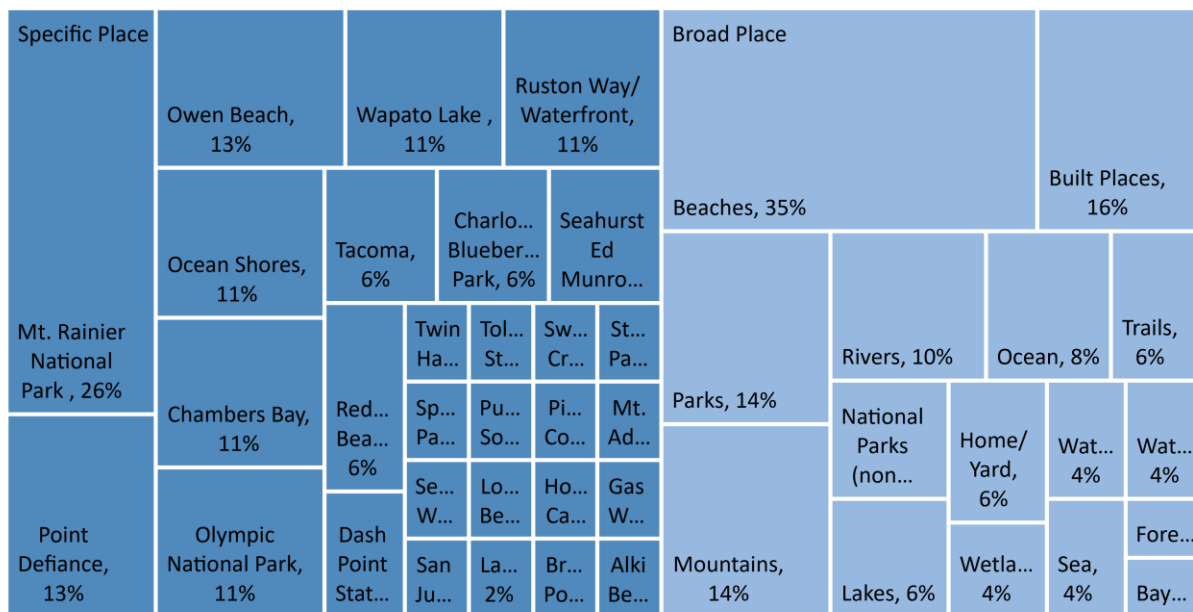 Specific Place
Mt. Rainier
National
Park , 26%
Point
Defiance,
13%
Owen Beach,
13%
Wapato Lake ,
11%
Ruston Way/
Waterfront,
11%
Ocean Shores,
11%
Chambers Bay,
11%
Olympic
National Park,
11%
Tacoma,
6%
Charlo...
Blueber...
Park, 6%
Seahurst
Ed
Munro...
Red...
Bea...
6%
Dash
Point
Stat...
Twin
Ha...
Tol...
St...
Sw...
Cr...
St...
Pa...
Sp...
Pa...
Pu...
So...
Pi...
Co...
Mt.
Ad...
Se...
W...
Lo...
Be...
Ho...
Ca...
Gas
W...
San
Ju...
La...
2%
Br...
Po...
Alki
Be...
Broad Place
Beaches, 35%
Built Places,
16%
Parks, 14%
Mountains,
14%
Rivers, 10%
Ocean, 8%
Trails,
6%
National
Parks
(non...
Lakes, 6%
Home/
Yard,
6%
Wetla...
4%
Wat...
4%
Wat...
4%
Sea,
4%
Fore...
Bay...